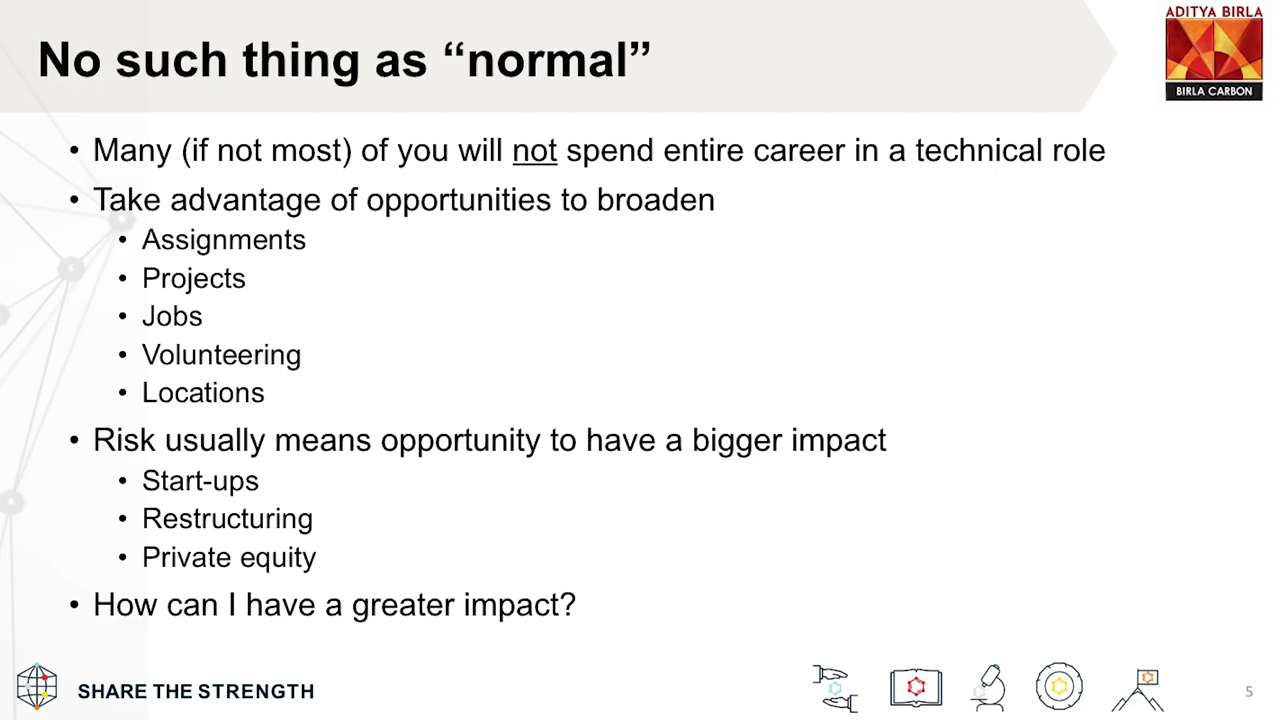 No such thing as “normal”
ADITYA BIRLA
BIRLA CARBON
• Many (if not most) of you will not spend entire career in a technical role
• Take advantage of opportunities to broaden
• Assignments
• Projects
• Jobs
• Volunteering
• Locations
• Risk usually means opportunity to have a bigger impact
• Start-ups
• Restructuring
• Private equity
• How can I have a greater impact?
SHARE THE STRENGTH
5